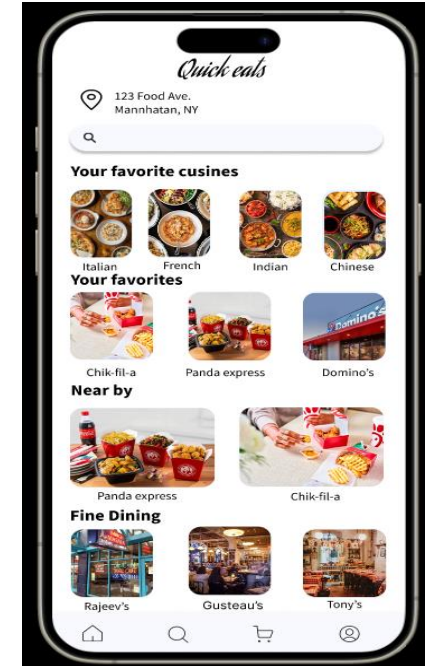 Quick eats
123 Food Ave.
Mannhatan, NY
Your favorite cusines
Italian
French
Indian
Chinese
Your favorites
Domino's
Chik-fil-a
Panda express
Domino's
Near by
Panda express
Chik-fil-a
Fine Dining
Rajeev's
Gusteau's
Tony's